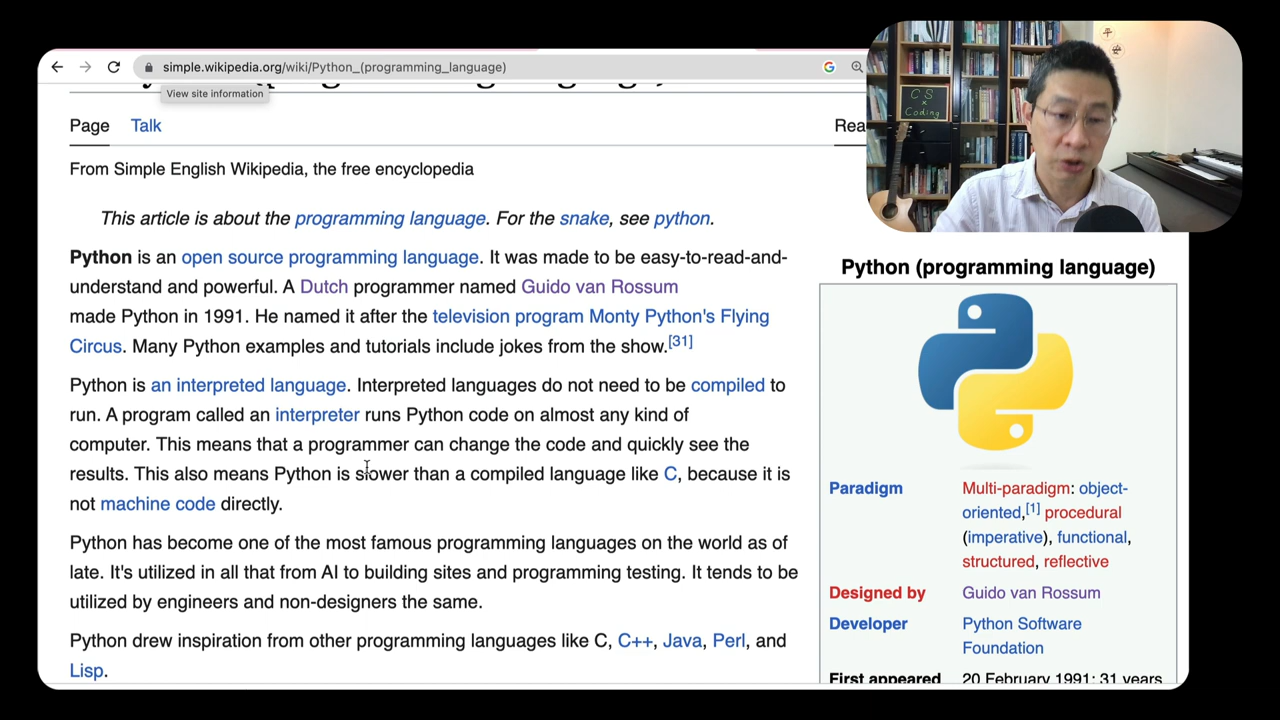 simple.wikipedia.org/wiki/Python_(programming_language)
View site information
Page Talk
From Simple English Wikipedia, the free encyclopedia
This article is about the programming language. For the snake, see python.
Python is an open source programming language. It was made to be easy-to-read-and-
understand and powerful. A Dutch programmer named Guido van Rossum
made Python in 1991. He named it after the television program Monty Python's Flying
Circus. Many Python examples and tutorials include jokes from the show.[31]
Python is an interpreted language. Interpreted languages do not need to be compiled to
run. A program called an interpreter runs Python code on almost any kind of
computer. This means that a programmer can change the code and quickly see the
results. This also means Python is slower than a compiled language like C, because it is
not machine code directly.
Python has become one of the most famous programming languages on the world as of
late. It's utilized in all that from AI to building sites and programming testing. It tends to be
utilized by engineers and non-designers the same.
Python drew inspiration from other programming languages like C, C++, Java, Perl, and
Lisp.
Rea
CS
x
Coding
Python (programming language)
Paradigm Multi-paradigm: object-
oriented,[1] procedural
(imperative), functional,
structured, reflective
Designed by Guido van Rossum
Developer Python Software
Foundation
First appeared 20 February 1991; 31 years